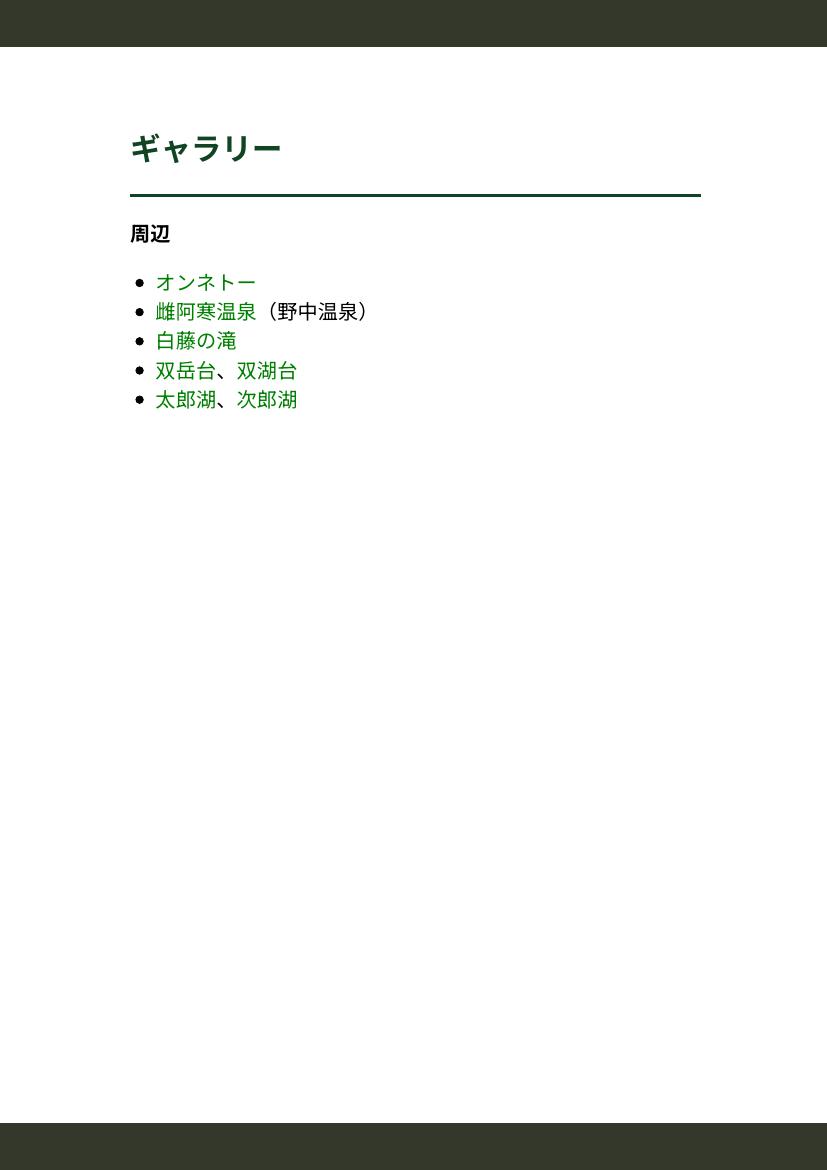 ギャラリー
周辺
オンネトー
雌阿寒温泉（野中温泉）
白藤の滝
双岳台、双湖台
太郎湖、次郎湖